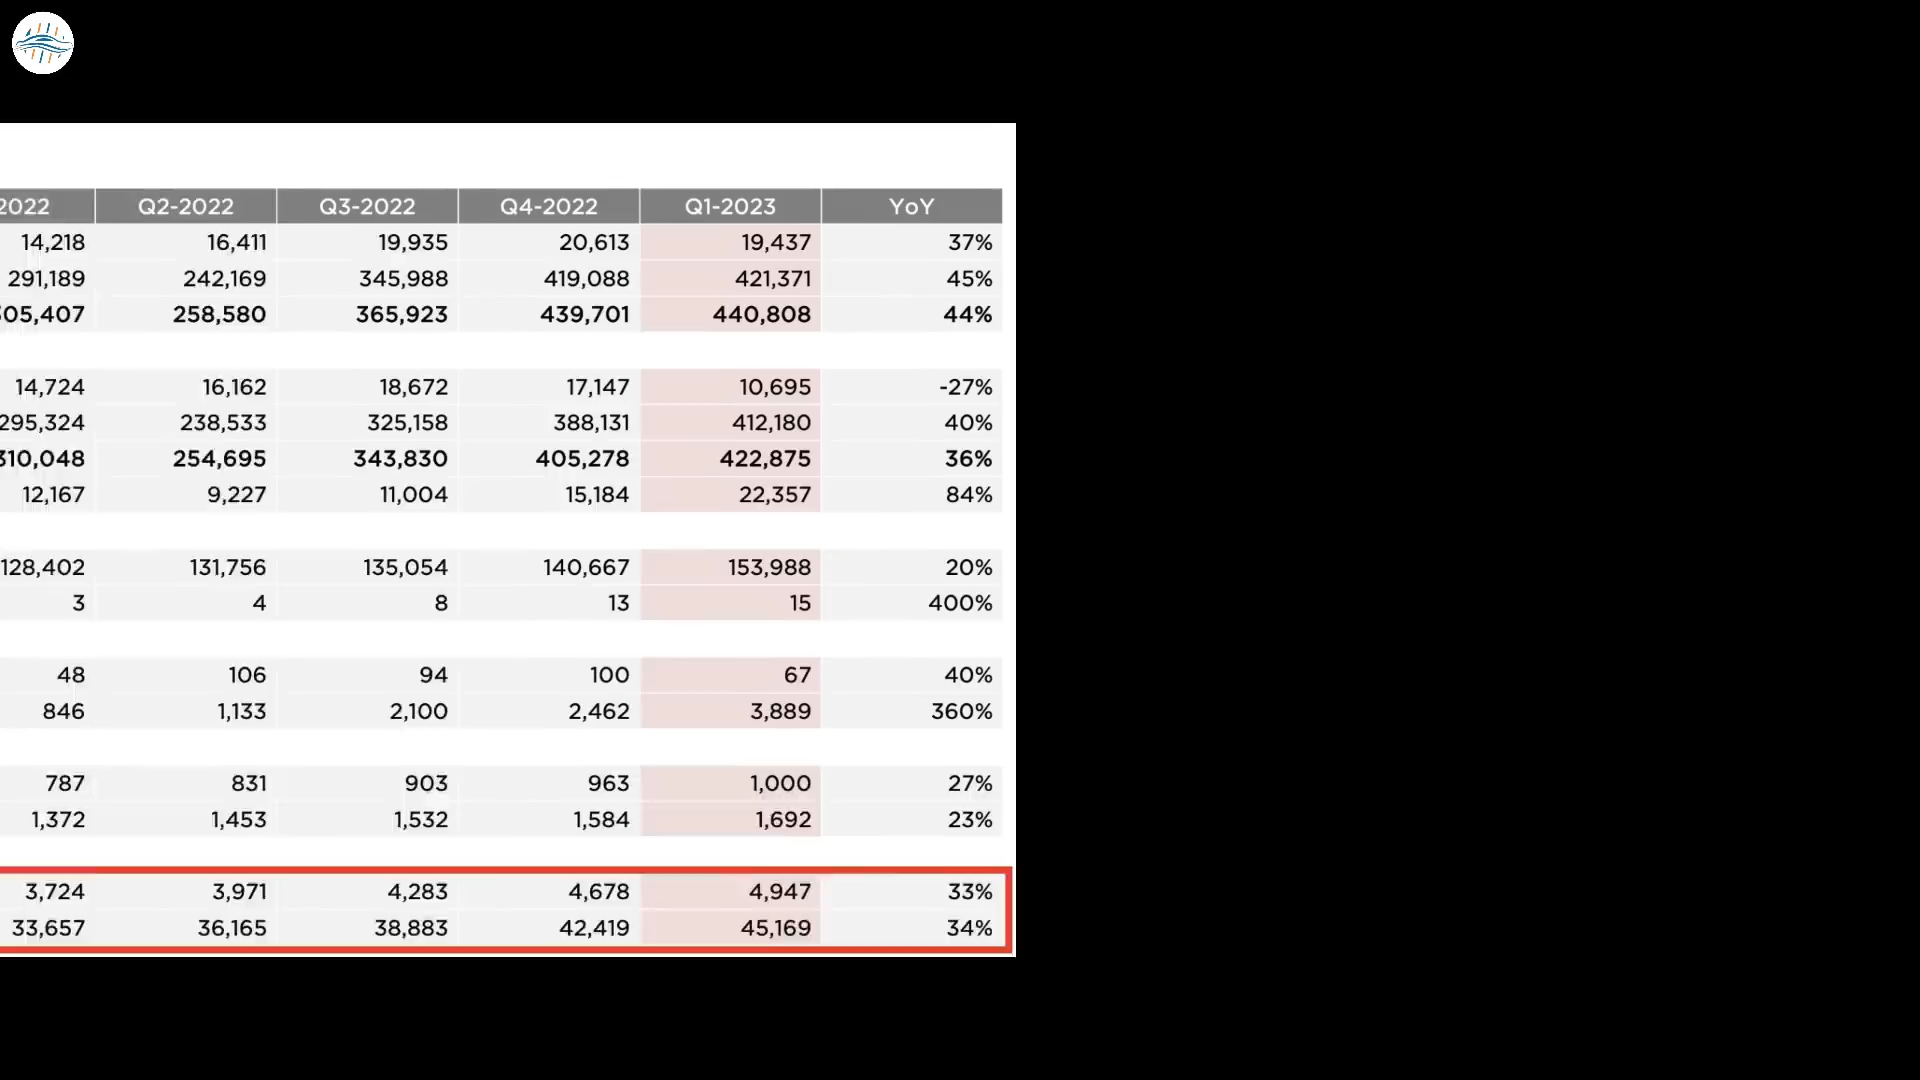 2022 Q2-2022 Q3-2022 Q4-2022 Q1-2023 YoY
14,218 16,411 19,935 20,613 19,437 37%
291,189 242,169 345,988 419,088 421,371 45%
05,407 258,580 365,923 439,701 440,808 44%
14,724 16,162 18,672 17,147 10,695 -27%
295,324 238,533 325,158 388,131 412,180 40%
310,048 254,695 343,830 405,278 422,875 36%
12,167 9,227 11,004 15,184 22,357 84%
128,402 131,756 135,054 140,667 153,988 20%
3 4 8 13 15 400%
48 106 94 100 67 40%
846 1,133 2,100 2,462 3,889 360%
787 831 903 963 1,000 27%
1,372 1,453 1,532 1,584 1,692 23%
3,724 3,971 4,283 4,678 4,947 33%
33,657 36,165 38,883 42,419 45,169 34%